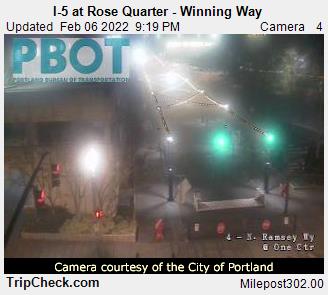 I-5 at Rose Quarter - Winning Way
Updated Feb 06 2022 9:19 PM Camera 4
PBOT
PORTLAND BUREAU OF TRANSPORTATION
4 - N. Ramsey Wy
@ One Ctr
Camera courtesy of the City of Portland
TripCheck.com Milepost302.00